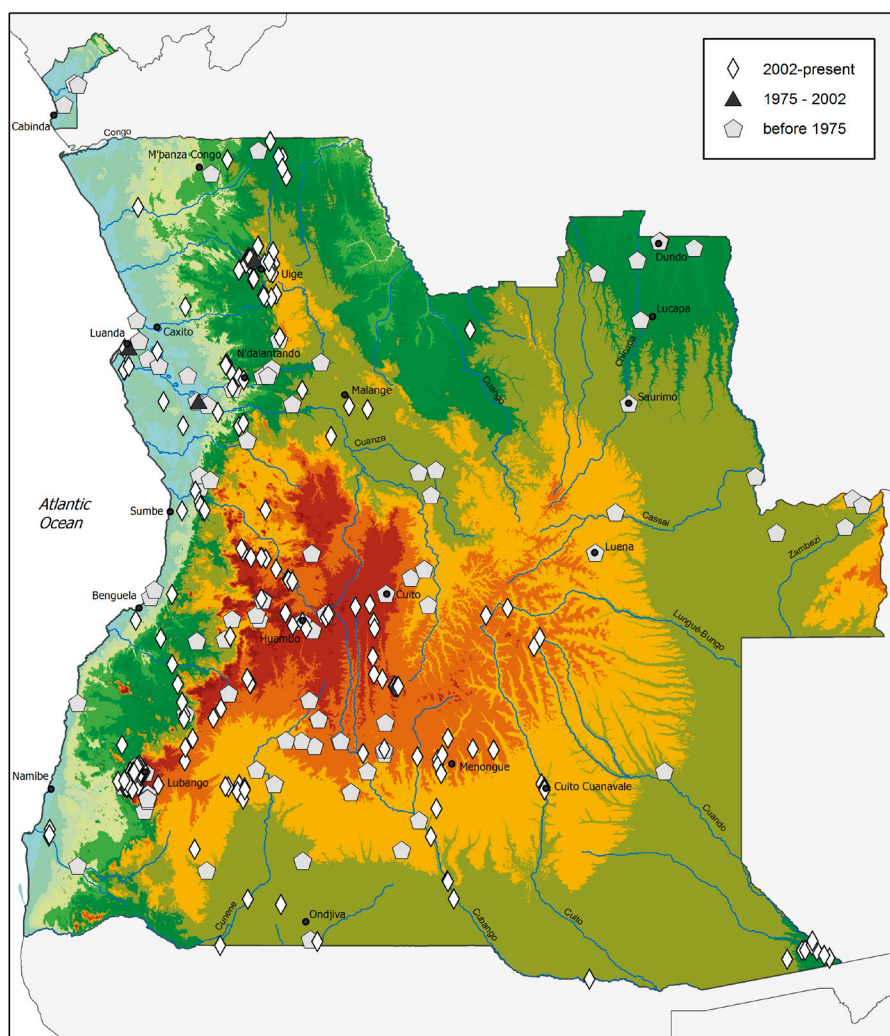 2002-present
1975 - 2002
before 1975
Cabinda
Congo
M'banza Congo
Dundo
Uige
Lucapa
Luanda
Caxito
Chicapa
N'dalantando
Cuango
Malange
Saurimo
Cuanza
Atlantic
Ocean
Sumbe
Cassai
Luena
Zambezi
Benguela
Cuito
Lungué-Bungo
Huambo
Namibe
Lubango
Menongue
Cuito Cuanavale
Cuando
Cunene
Ondjiva
Cubango
Cuito